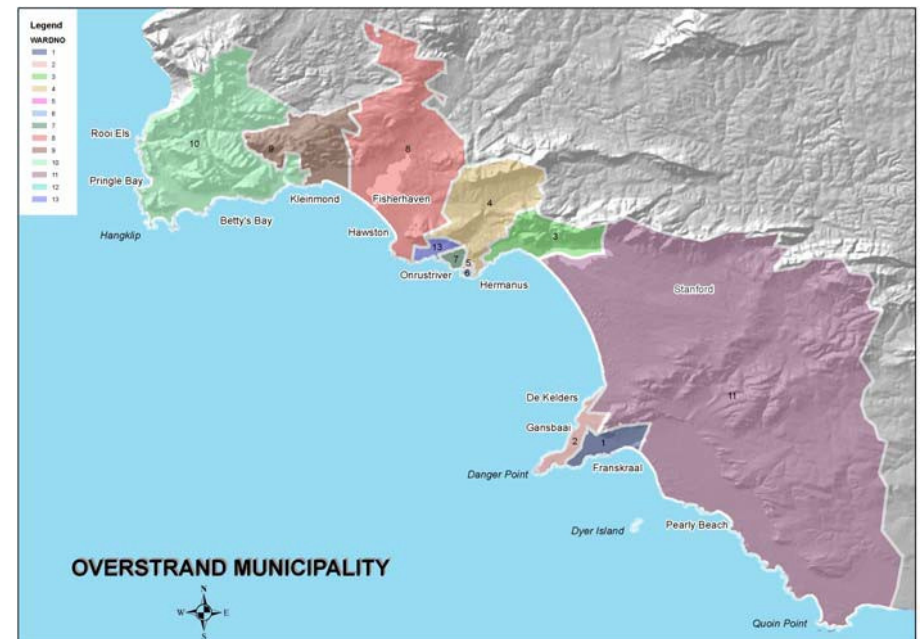 Legend
WARDNO
1
2
3
4
5
6
7
8
9
10
11
12
13
Rooi Els
10
9
8
Pringle Bay
Kleinmond
Fisherhaven
4
Betty's Bay
Hangklip
Hawston
13
3
7
5
6
Onrustriver
Hermanus
Stanford
11
De Kelders
Gansbaai
2
1
Danger Point
Franskraal
Dyer Island
Pearly Beach
OVERSTRAND MUNICIPALITY
N
W
E
S
Quoin Point